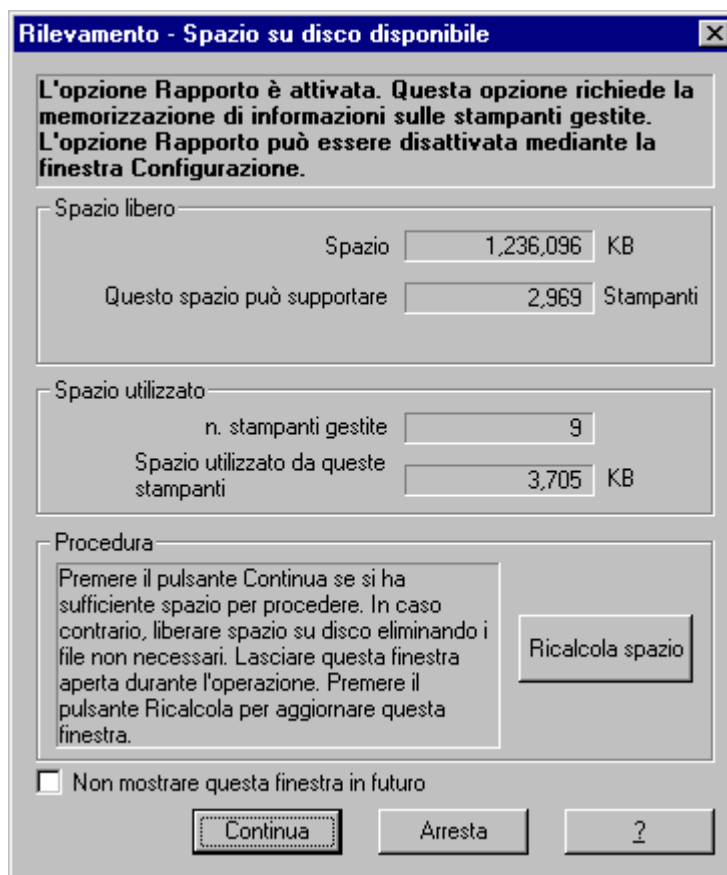 Rilevamento - Spazio su disco disponibile
L'opzione Rapporto è attivata. Questa opzione richiede la
memorizzazione di informazioni sulle stampanti gestite.
L'opzione Rapporto può essere disattivata mediante la
finestra Configurazione.
Spazio libero
Spazio 1,236,096 KB
Questo spazio può supportare 2,969 Stampanti
Spazio utilizzato
n. stampanti gestite 9
Spazio utilizzato da queste
stampanti 3,705 KB
Procedura
Premere il pulsante Continua se si ha
sufficiente spazio per procedere. In caso
contrario, liberare spazio su disco eliminando i
file non necessari. Lasciare questa finestra
aperta durante l'operazione. Premere il
pulsante Ricalcola per aggiornare questa
finestra.
Ricalcola spazio
Non mostrare questa finestra in futuro
Continua Arresta ?